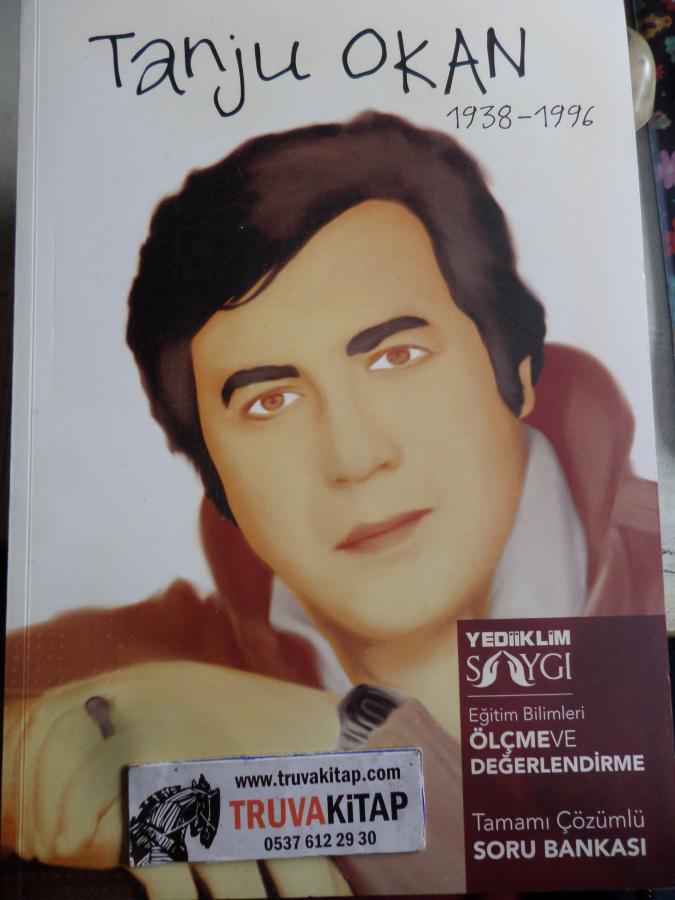 Tanju OKAN
1938-1996
YEDİİKLİM
SAYGI
Eğitim Bilimleri
ÖLÇMEVE
DEĞERLENDİRME
Tamamı Çözümlü
SORU BANKASI
www.truvakitap.com
TRUVAKİTAP
0537 612 29 30